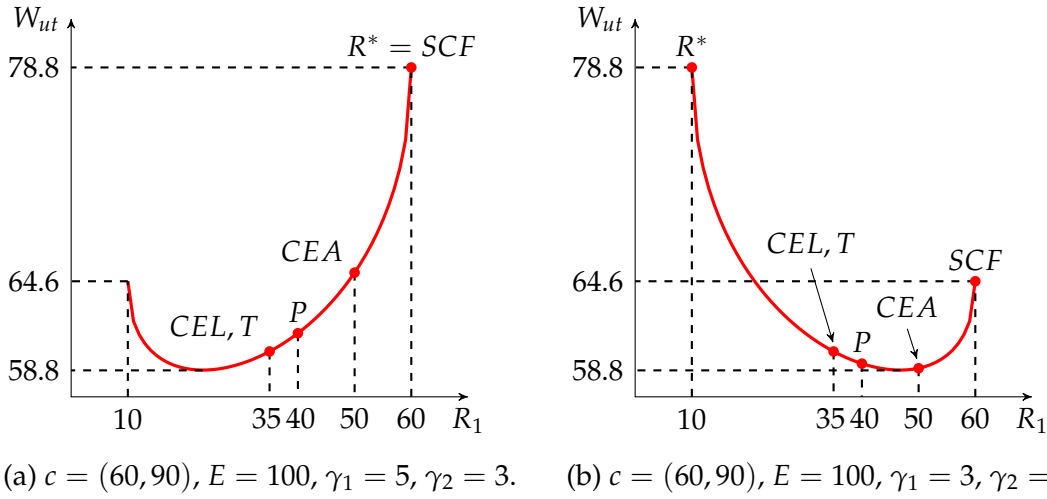 W_ut
R* = SCF
78.8
CEA
64.6
CEL, T
P
58.8
10
35
40
50
60
R_1
(a) c = (60, 90), E = 100, γ_1 = 5, γ_2 = 3.
W_ut
R*
78.8
CEL, T
SCF
64.6
CEA
P
58.8
10
35
40
50
60
R_1
(b) c = (60, 90), E = 100, γ_1 = 3, γ_2 =